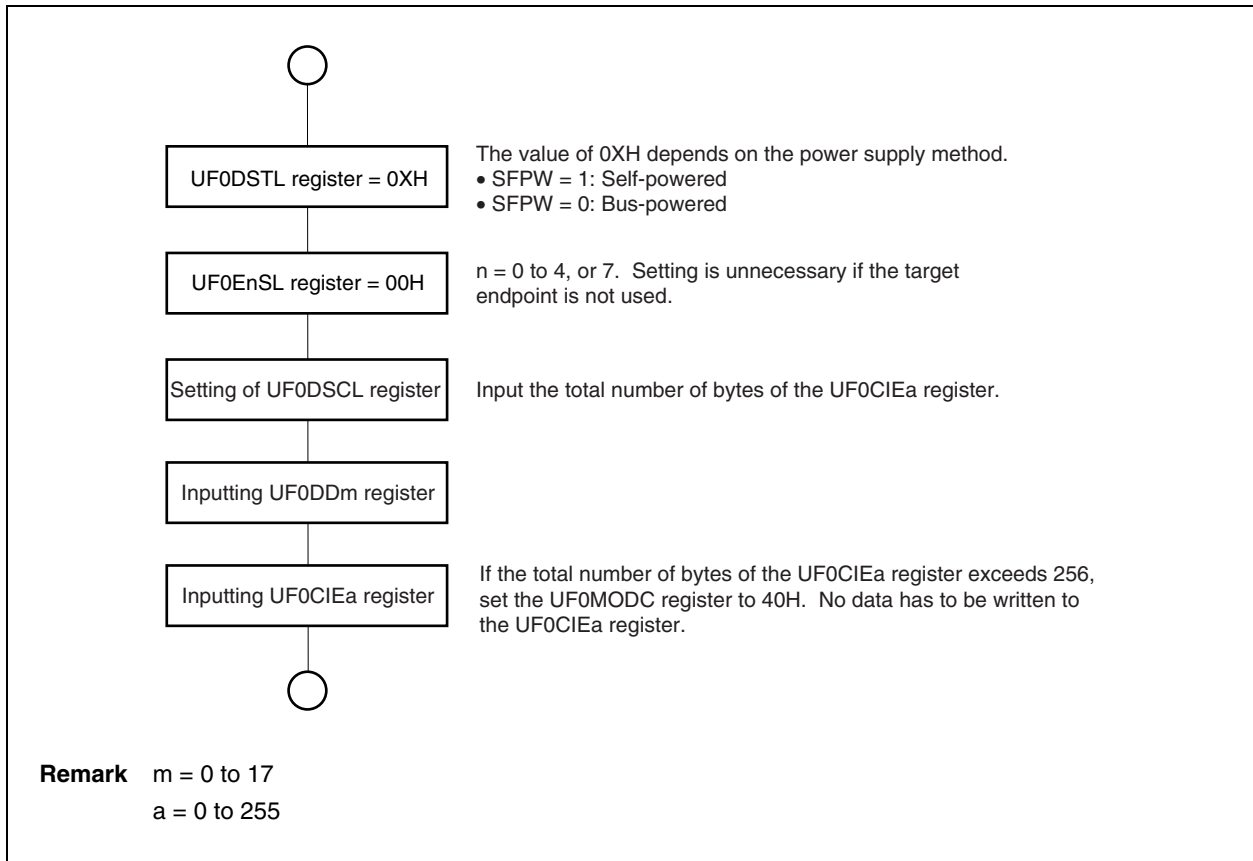 UF0DSTL register = 0XH
The value of 0XH depends on the power supply method.
• SFPW = 1: Self-powered
• SFPW = 0: Bus-powered
UF0EnSL register = 00H
n = 0 to 4, or 7. Setting is unnecessary if the target
endpoint is not used.
Setting of UF0DSCL register
Input the total number of bytes of the UF0CIEa register.
Inputting UF0DDm register
Inputting UF0CIEa register
If the total number of bytes of the UF0CIEa register exceeds 256,
set the UF0MODC register to 40H. No data has to be written to
the UF0CIEa register.
Remark m = 0 to 17
a = 0 to 255